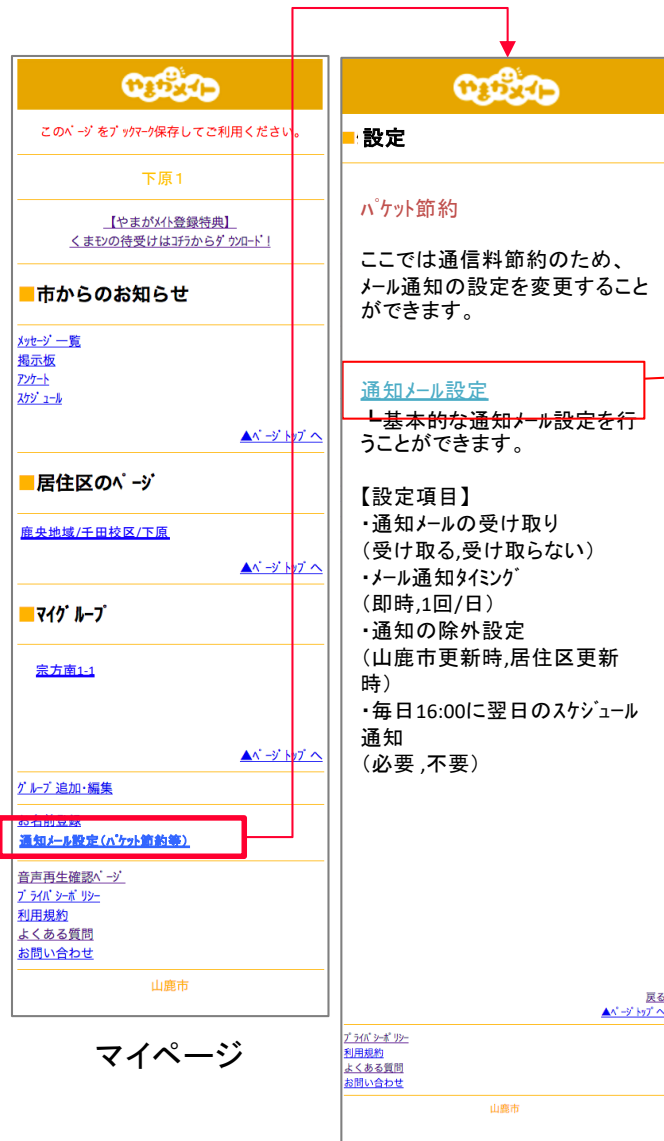 やまがメイト
このﾍﾟｰｼﾞをﾌﾞｯｸﾏｰｸ保存してご利用ください。
下原1
【やまがﾒｲﾄ登録特典】
くまﾓﾝの待受けはｺﾁﾗからﾀﾞｳﾝﾛｰﾄﾞ!
■市からのお知らせ
ﾒｯｾｰｼﾞ一覧
掲示板
ｱﾝｹｰﾄ
ｽｹｼﾞｭｰﾙ
▲ﾍﾟｰｼﾞﾄｯﾌﾟへ
■居住区のﾍﾟｰｼﾞ
鹿央地域/千田校区/下原
▲ﾍﾟｰｼﾞﾄｯﾌﾟへ
■ﾏｲｸﾞﾙｰﾌﾟ
宗方南1-1
▲ﾍﾟｰｼﾞﾄｯﾌﾟへ
ｸﾞﾙｰﾌﾟ追加・編集
お名前登録
通知ﾒｰﾙ設定(ﾊﾟｹｯﾄ節約等)
音声再生確認ﾍﾟｰｼﾞ
ﾌﾟﾗｲﾊﾞｼｰﾎﾟﾘｼｰ
利用規約
よくある質問
お問い合わせ
山鹿市
マイページ
やまがメイト
■設定
ﾊﾟｹｯﾄ節約
ここでは通信料節約のため、
ﾒｰﾙ通知の設定を変更すること
ができます。
通知ﾒｰﾙ設定
┗基本的な通知ﾒｰﾙ設定を行
うことができます。
【設定項目】
・通知ﾒｰﾙの受け取り
(受け取る,受け取らない)
・ﾒｰﾙ通知ﾀｲﾐﾝｸﾞ
(即時,1回/日)
・通知の除外設定
(山鹿市更新時,居住区更新
時)
・毎日16:00に翌日のｽｹｼﾞｭｰﾙ
通知
(必要,不要)
戻る
▲ﾍﾟｰｼﾞﾄｯﾌﾟへ
ﾌﾟﾗｲﾊﾞｼｰﾎﾟﾘｼｰ
利用規約
よくある質問
お問い合わせ
山鹿市